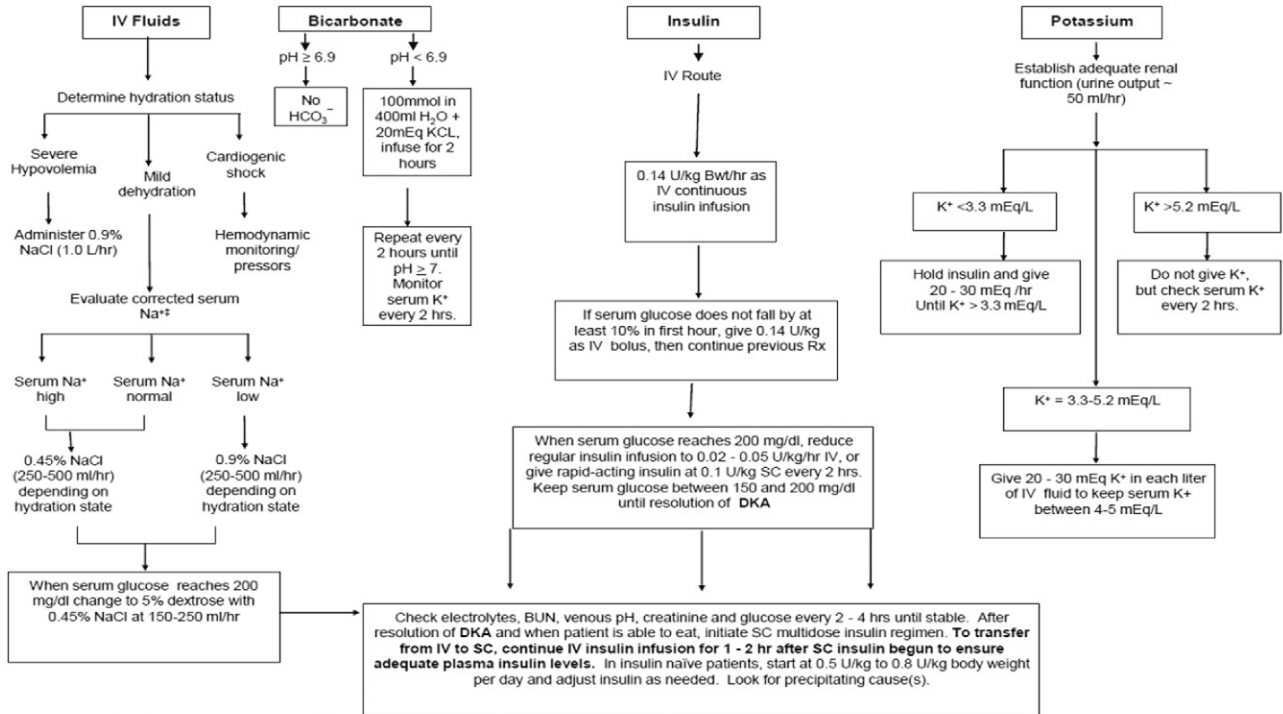 IV Fluids
Determine hydration status
Severe
Hypovolemia
Mild
dehydration
Cardiogenic
shock
Administer 0.9%
NaCl (1.0 L/hr)
Hemodynamic
monitoring/
pressors
Evaluate corrected serum
Na⁺‡
Serum Na⁺
high
Serum Na⁺
normal
Serum Na⁺
low
0.45% NaCl
(250-500 ml/hr)
depending on
hydration state
0.9% NaCl
(250-500 ml/hr)
depending on
hydration state
When serum glucose reaches 200
mg/dl change to 5% dextrose with
0.45% NaCl at 150-250 ml/hr
Bicarbonate
pH ≥ 6.9
pH < 6.9
No
HCO₃⁻
100mmol in
400ml H₂O +
20mEq KCL,
infuse for 2
hours
Repeat every
2 hours until
pH ≥ 7.
Monitor
serum K⁺
every 2 hrs.
Insulin
IV Route
0.14 U/kg Bwt/hr as
IV continuous
insulin infusion
If serum glucose does not fall by at
least 10% in first hour, give 0.14 U/kg
as IV bolus, then continue previous Rx
When serum glucose reaches 200 mg/dl, reduce
regular insulin infusion to 0.02 - 0.05 U/kg/hr IV, or
give rapid-acting insulin at 0.1 U/kg SC every 2 hrs.
Keep serum glucose between 150 and 200 mg/dl
until resolution of DKA
Potassium
Establish adequate renal
function (urine output ~
50 ml/hr)
K⁺ <3.3 mEq/L
K⁺ >5.2 mEq/L
Hold insulin and give
20 - 30 mEq /hr
Until K⁺ > 3.3 mEq/L
Do not give K⁺,
but check serum K⁺
every 2 hrs.
K⁺ = 3.3-5.2 mEq/L
Give 20 - 30 mEq K⁺ in each liter
of IV fluid to keep serum K+
between 4-5 mEq/L
Check electrolytes, BUN, venous pH, creatinine and glucose every 2 - 4 hrs until stable. After
resolution of DKA and when patient is able to eat, initiate SC multidose insulin regimen. To transfer
from IV to SC, continue IV insulin infusion for 1 - 2 hr after SC insulin begun to ensure
adequate plasma insulin levels. In insulin naïve patients, start at 0.5 U/kg to 0.8 U/kg body weight
per day and adjust insulin as needed. Look for precipitating cause(s).